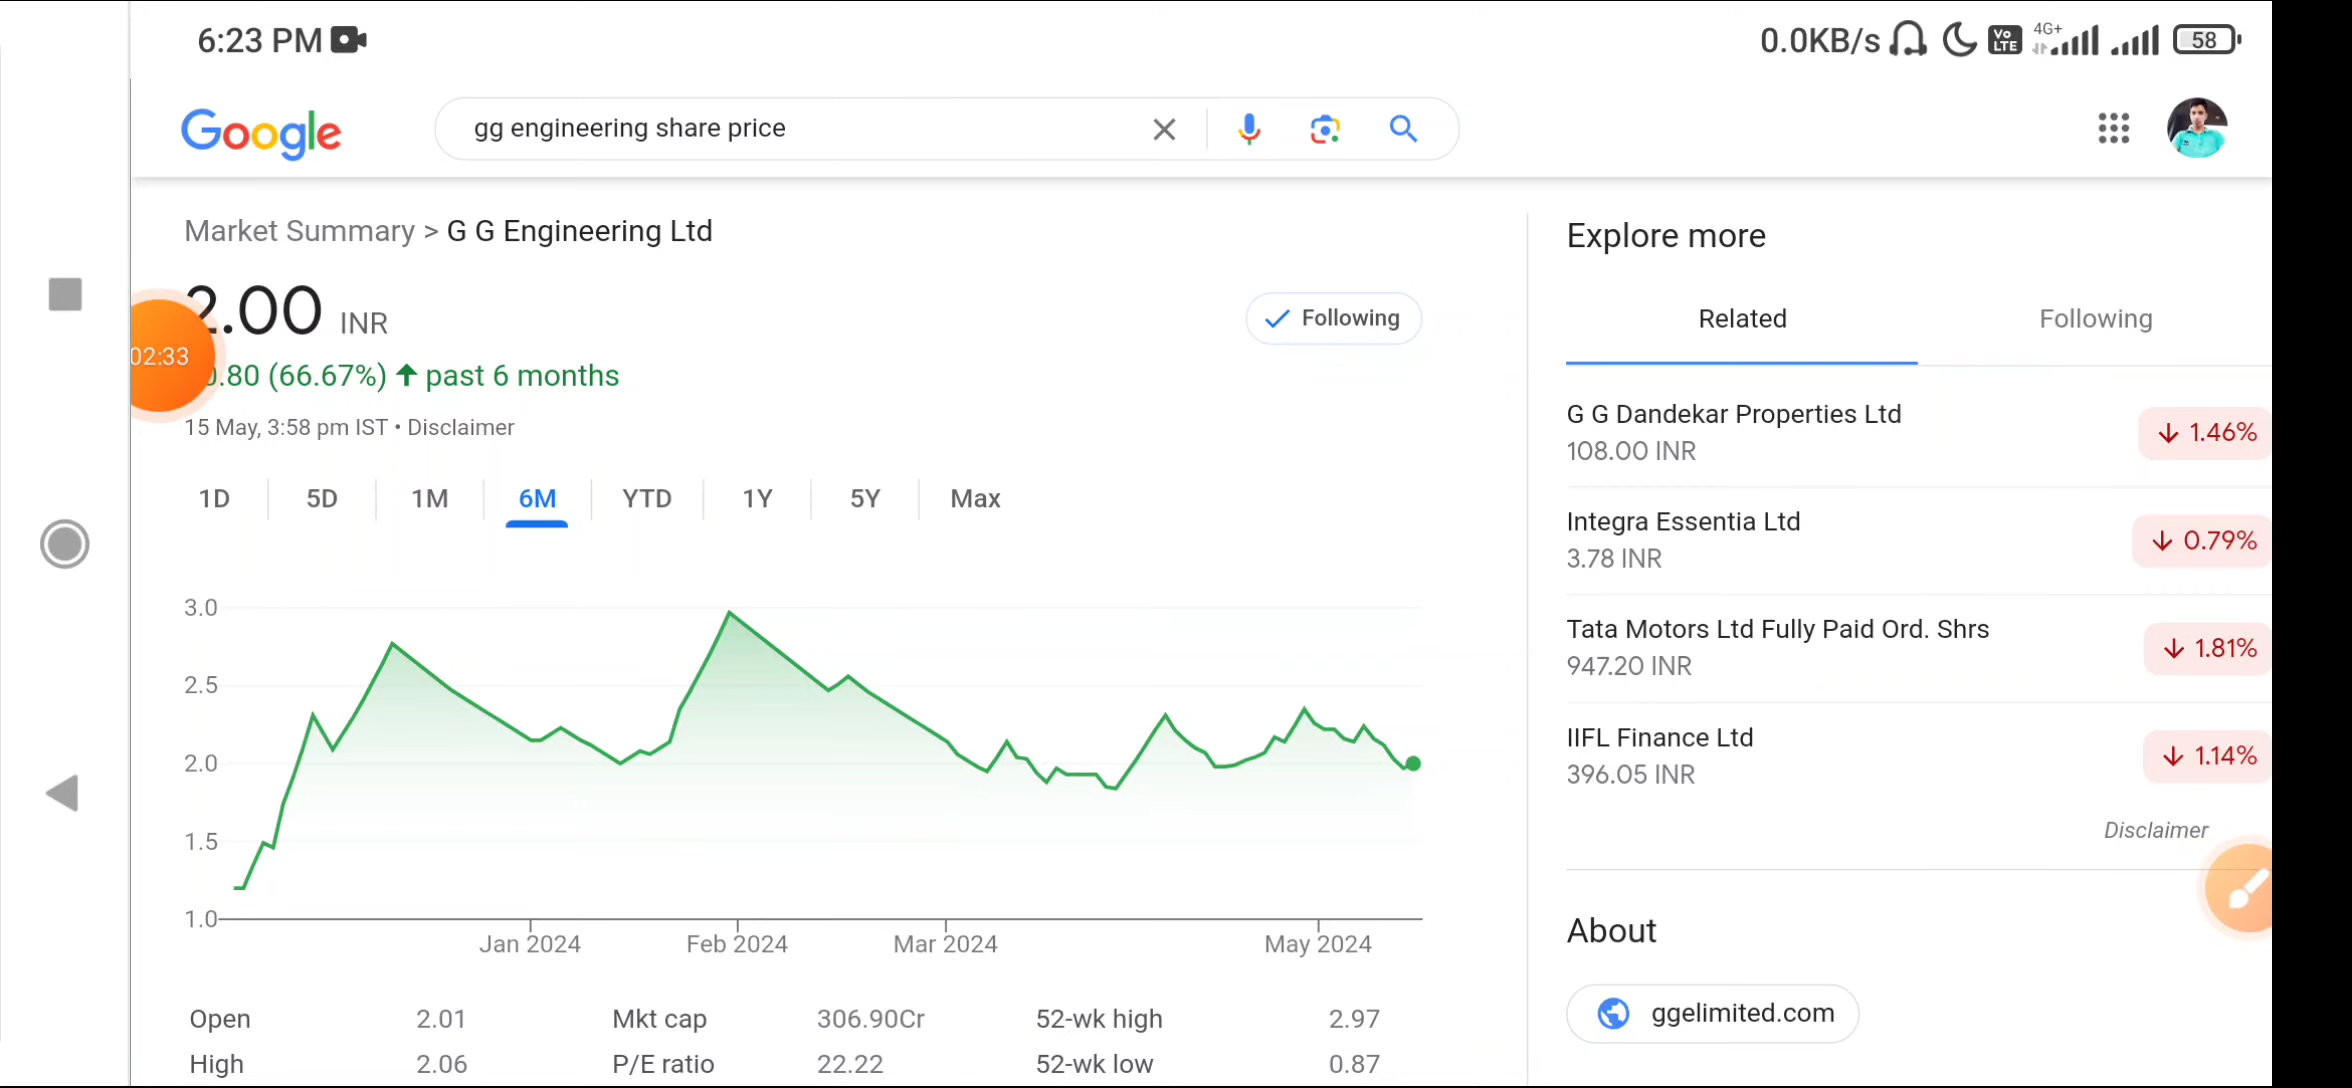 6:23 PM
0.0KB/s Vo LTE 4G+ 58
Google
gg engineering share price
Market Summary > G G Engineering Ltd
2.00 INR
Following
02:33
0.80 (66.67%) ↑ past 6 months
15 May, 3:58 pm IST • Disclaimer
1D 5D 1M 6M YTD 1Y 5Y Max
3.0
2.5
2.0
1.5
1.0
Jan 2024 Feb 2024 Mar 2024 May 2024
Open 2.01 Mkt cap 306.90Cr 52-wk high 2.97
High 2.06 P/E ratio 22.22 52-wk low 0.87
Explore more
Related Following
G G Dandekar Properties Ltd
108.00 INR
↓ 1.46%
Integra Essentia Ltd
3.78 INR
↓ 0.79%
Tata Motors Ltd Fully Paid Ord. Shrs
947.20 INR
↓ 1.81%
IIFL Finance Ltd
396.05 INR
↓ 1.14%
Disclaimer
About
ggelimited.com